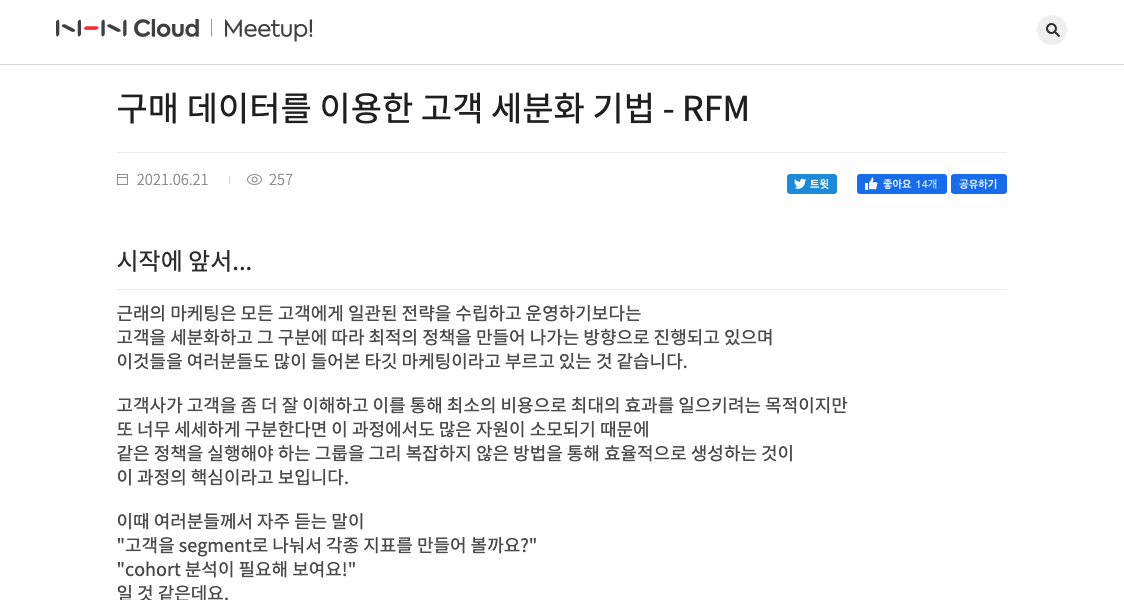 NHN Cloud | Meetup!
구매 데이터를 이용한 고객 세분화 기법 - RFM
2021.06.21 257
트윗 좋아요 14개 공유하기
시작에 앞서...
근래의 마케팅은 모든 고객에게 일관된 전략을 수립하고 운영하기보다는
고객을 세분화하고 그 구분에 따라 최적의 정책을 만들어 나가는 방향으로 진행되고 있으며
이것들을 여러분들도 많이 들어본 타깃 마케팅이라고 부르고 있는 것 같습니다.
고객사가 고객을 좀 더 잘 이해하고 이를 통해 최소의 비용으로 최대의 효과를 일으키려는 목적이지만
또 너무 세세하게 구분한다면 이 과정에서도 많은 자원이 소모되기 때문에
같은 정책을 실행해야 하는 그룹을 그리 복잡하지 않은 방법을 통해 효율적으로 생성하는 것이
이 과정의 핵심이라고 보입니다.
이때 여러분들께서 자주 듣는 말이
"고객을 segment로 나눠서 각종 지표를 만들어 볼까요?"
"cohort 분석이 필요해 보여요!"
일 것 같은데요.